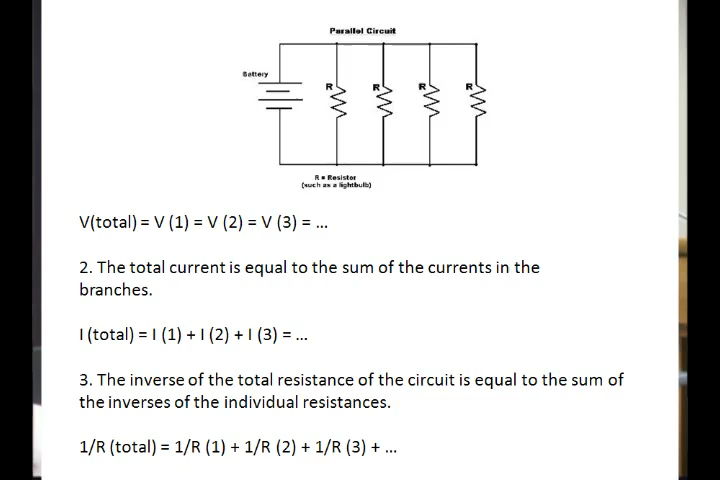 Parallel Circuit
Battery
R R R R
R = Resistor
(such as a lightbulb)
V(total) = V (1) = V (2) = V (3) = ...
2. The total current is equal to the sum of the currents in the
branches.
I (total) = I (1) + I (2) + I (3) = ...
3. The inverse of the total resistance of the circuit is equal to the sum of
the inverses of the individual resistances.
1/R (total) = 1/R (1) + 1/R (2) + 1/R (3) + ...